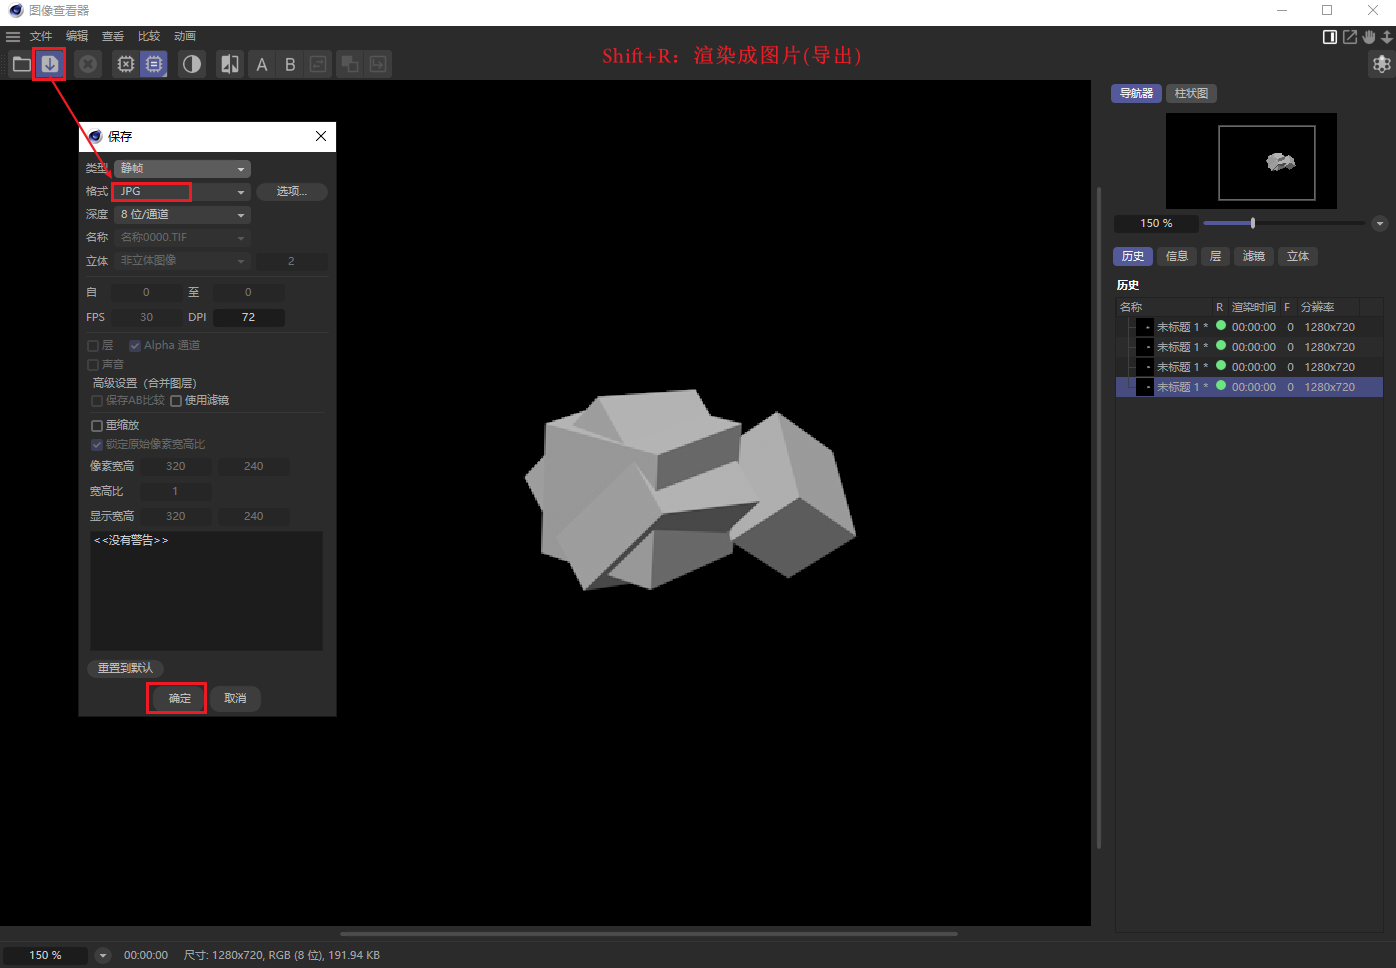 图像查看器
文件 编辑 查看 比较 动画
Shift+R：渲染成图片(导出)
A B
保存
类型 静帧
格式 JPG 选项...
深度 8 位/通道
名称 名称0000.TIF
立体 非立体图像 2
自 0 至 0
FPS 30 DPI 72
层 Alpha 通道
声音
高级设置（合并图层）
保存AB比较 使用滤镜
重缩放
锁定原始像素宽高比
像素宽高 320 240
宽高比 1
显示宽高 320 240
<<没有警告>>
重置到默认
确定 取消
导航器 柱状图
150 %
历史 信息 层 滤镜 立体
历史
名称 R 渲染时间 F 分辨率
未标题 1 * 00:00:00 0 1280x720
未标题 1 * 00:00:00 0 1280x720
未标题 1 * 00:00:00 0 1280x720
未标题 1 * 00:00:00 0 1280x720
150 % 00:00:00 尺寸: 1280x720, RGB (8 位), 191.94 KB